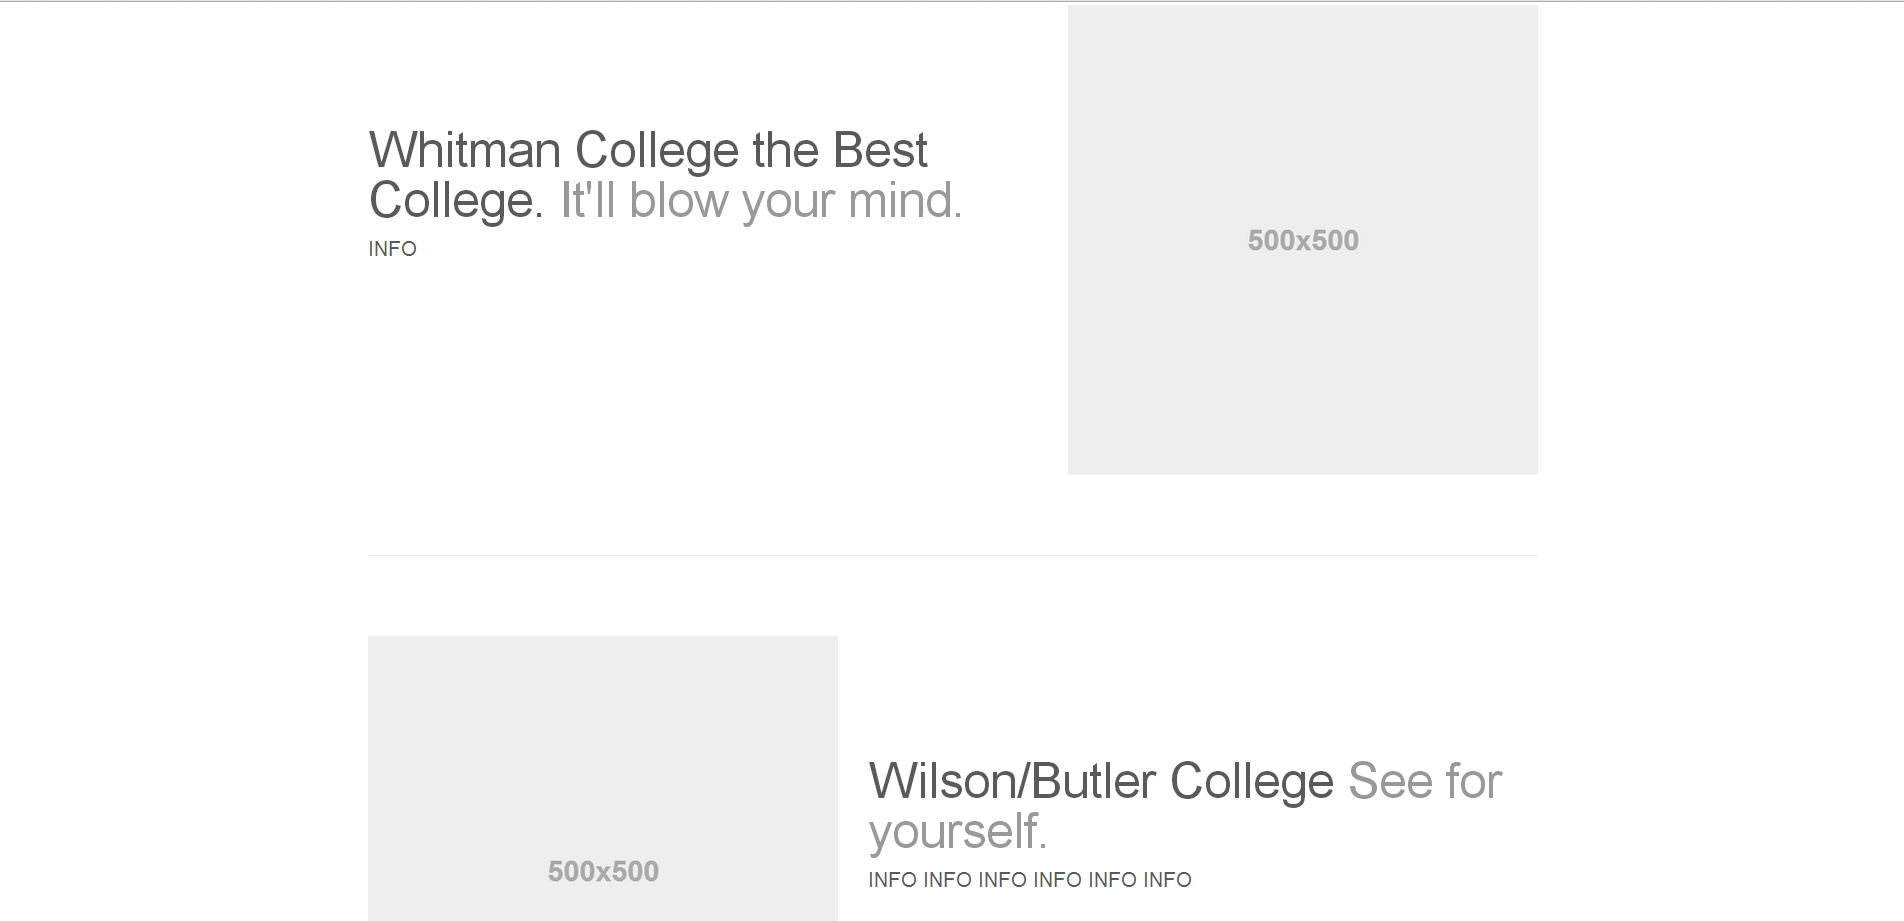 Whitman College the Best
College. It'll blow your mind.
INFO
500x500
500x500
Wilson/Butler College See for
yourself.
INFO INFO INFO INFO INFO INFO